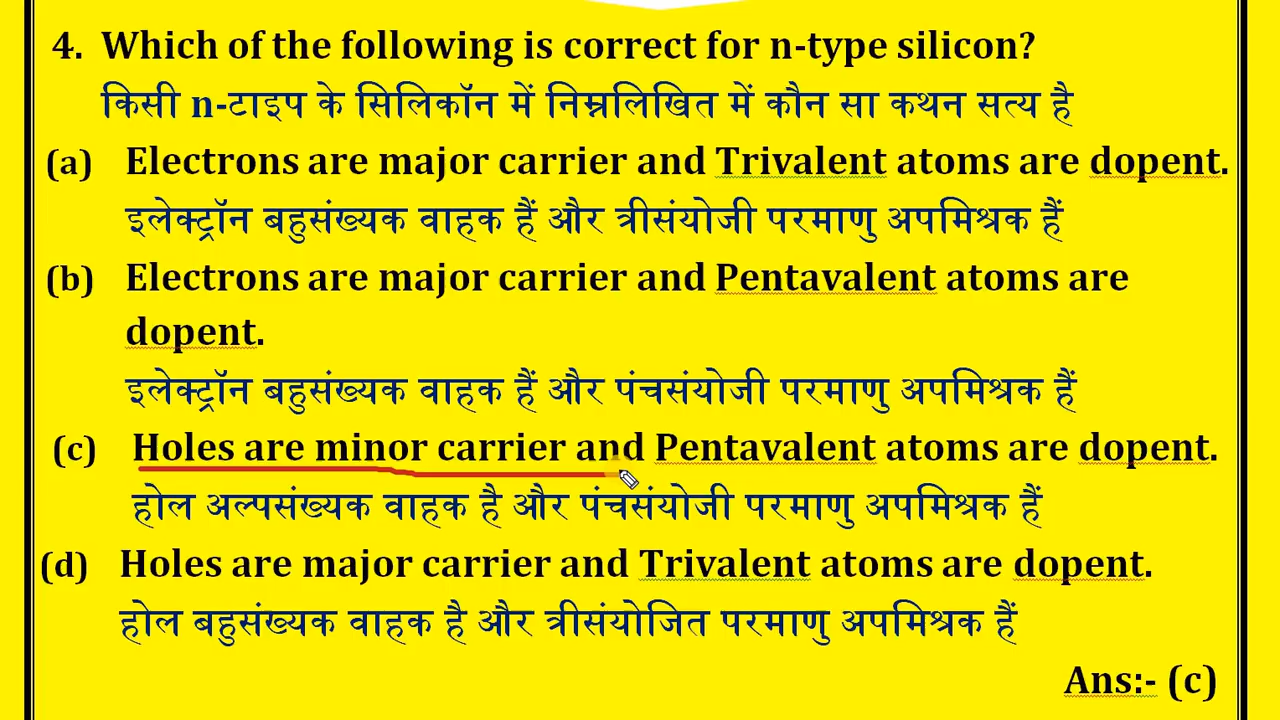 4. Which of the following is correct for n-type silicon?
किसी n-टाइप के सिलिकॉन में निम्नलिखित में कौन सा कथन सत्य है
(a) Electrons are major carrier and Trivalent atoms are dopent.
इलेक्ट्रॉन बहुसंख्यक वाहक हैं और त्रीसंयोजी परमाणु अपमिश्रक हैं
(b) Electrons are major carrier and Pentavalent atoms are
dopent.
इलेक्ट्रॉन बहुसंख्यक वाहक हैं और पंचसंयोजी परमाणु अपमिश्रक हैं
(c) Holes are minor carrier and Pentavalent atoms are dopent.
होल अल्पसंख्यक वाहक है और पंचसंयोजी परमाणु अपमिश्रक हैं
(d) Holes are major carrier and Trivalent atoms are dopent.
होल बहुसंख्यक वाहक है और त्रीसंयोजित परमाणु अपमिश्रक हैं
Ans:- (c)